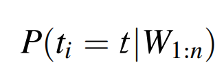 P(t_i = t|W_{1:n})